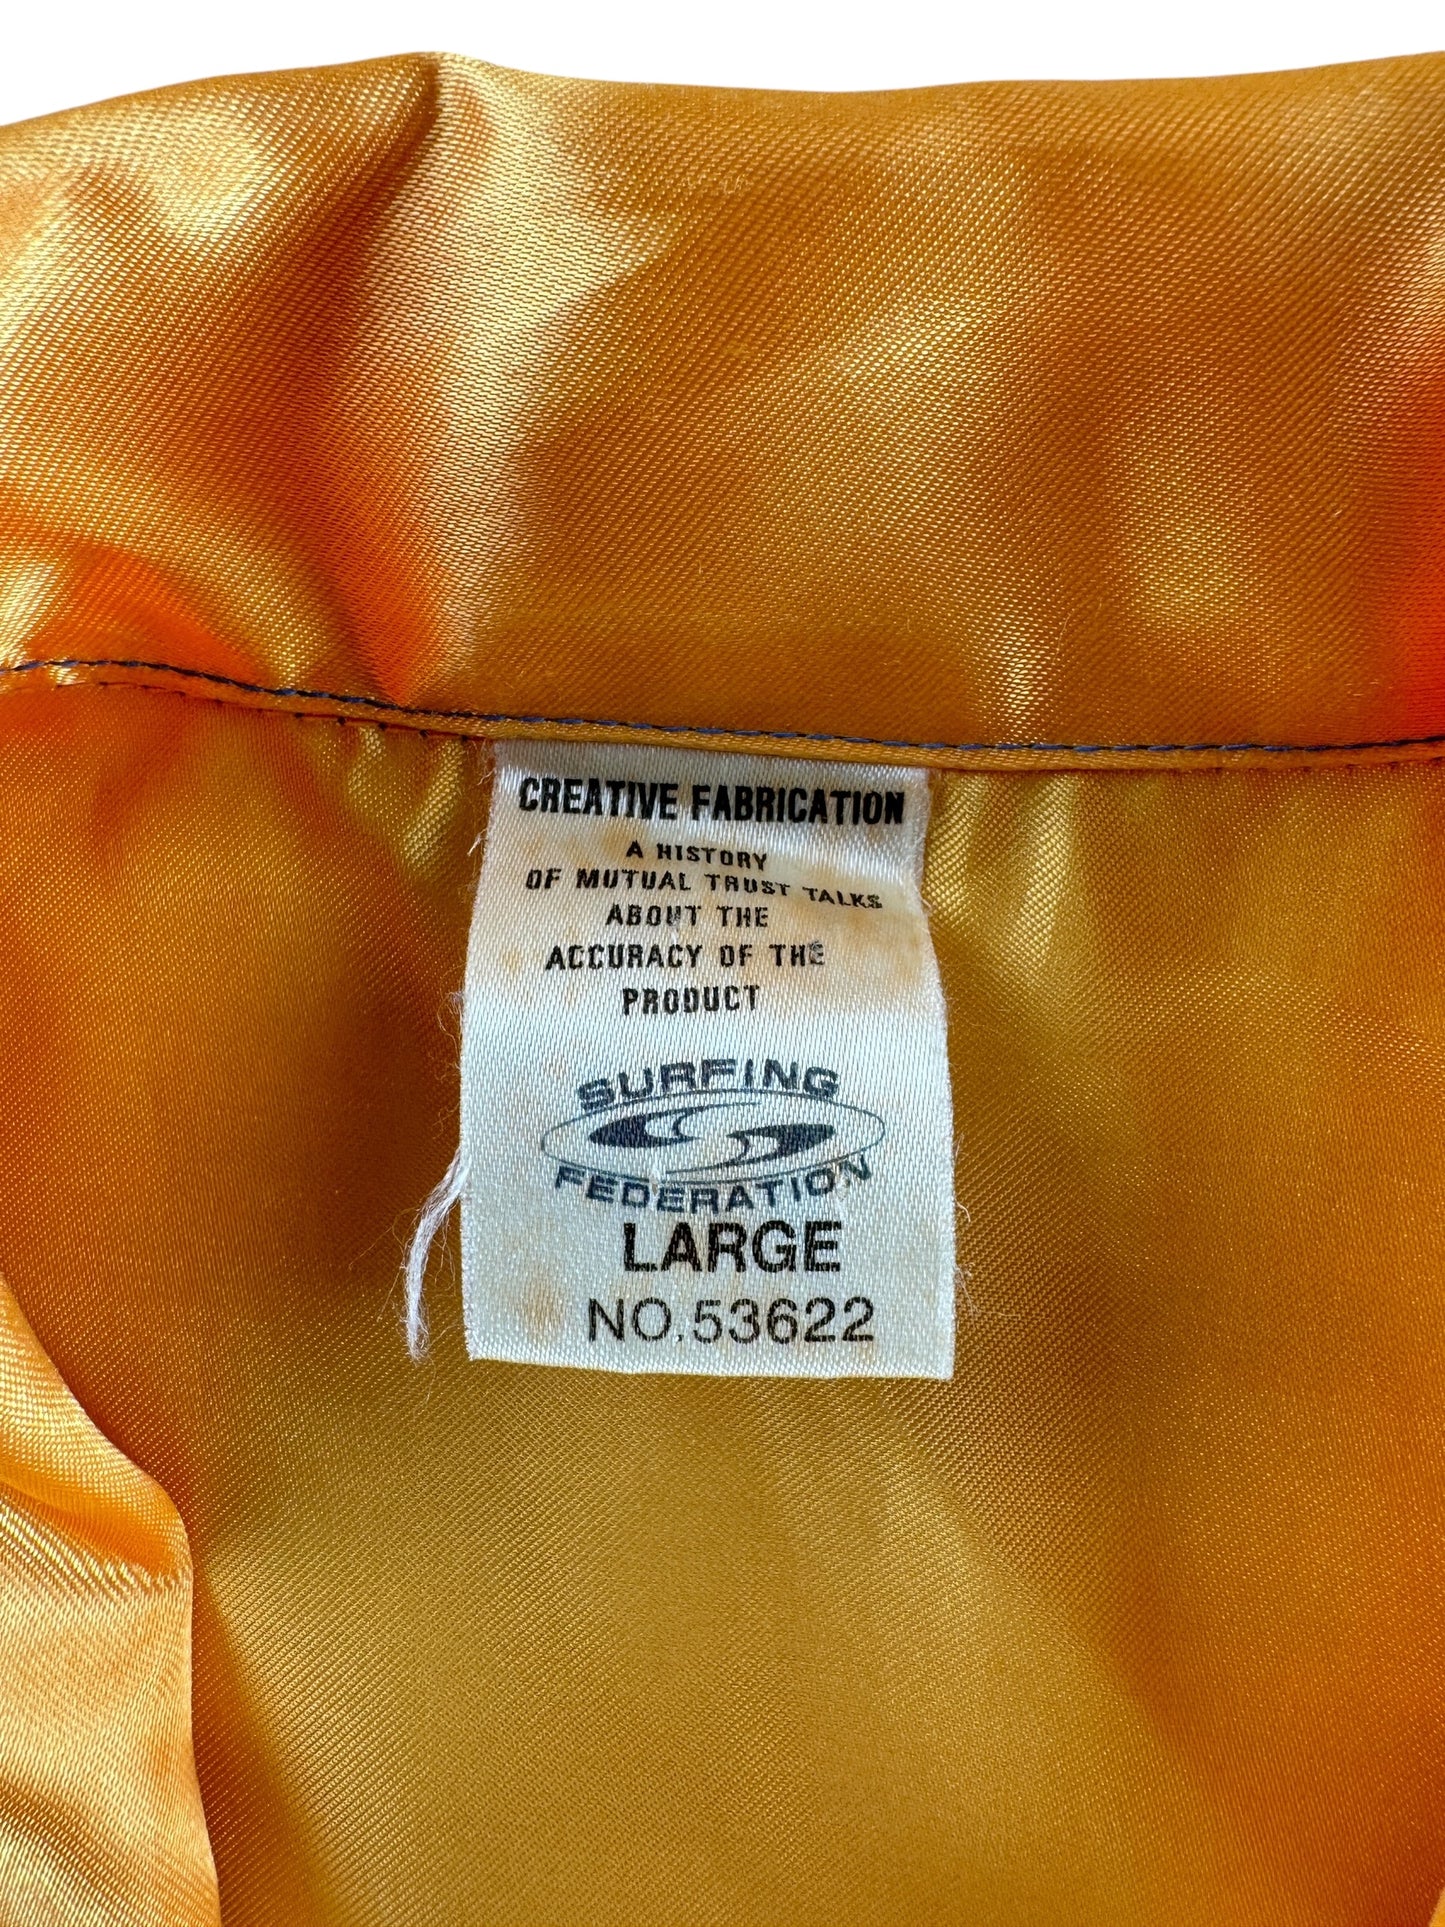 CREATIVE FABRICATION
A HISTORY
OF MUTUAL TRUST TALKS
ABOUT THE
ACCURACY OF THE
PRODUCT
SURFING
FEDERATION
LARGE
NO.53622